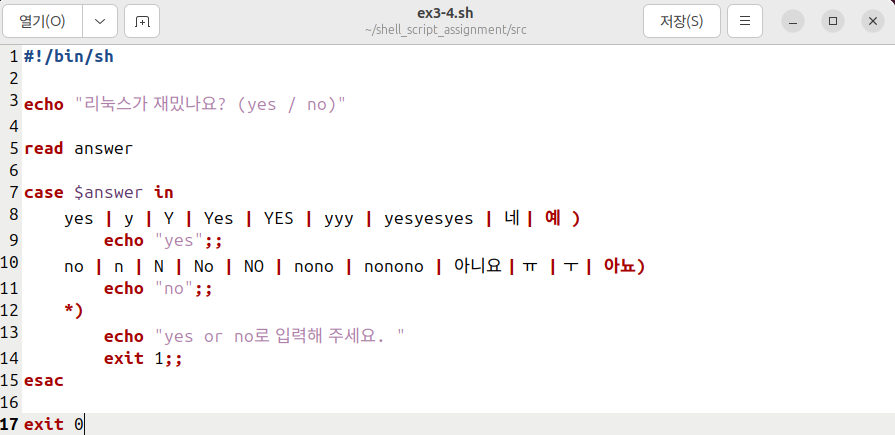 열기(O)
ex3-4.sh
~/shell_script_assignment/src
저장(S)
1 #!/bin/sh
2
3 echo "리눅스가 재밌나요? (yes / no)"
4
5 read answer
6
7 case $answer in
8     yes | y | Y | Yes | YES | yyy | yesyesyes | 네 | 예 )
9         echo "yes";;
10     no | n | N | No | NO | nono | nonono | 아니요 | ㅠ | ㅜ | 아뇨)
11         echo "no";;
12     *)
13         echo "yes or no로 입력해 주세요. "
14         exit 1;;
15 esac
16
17 exit 0